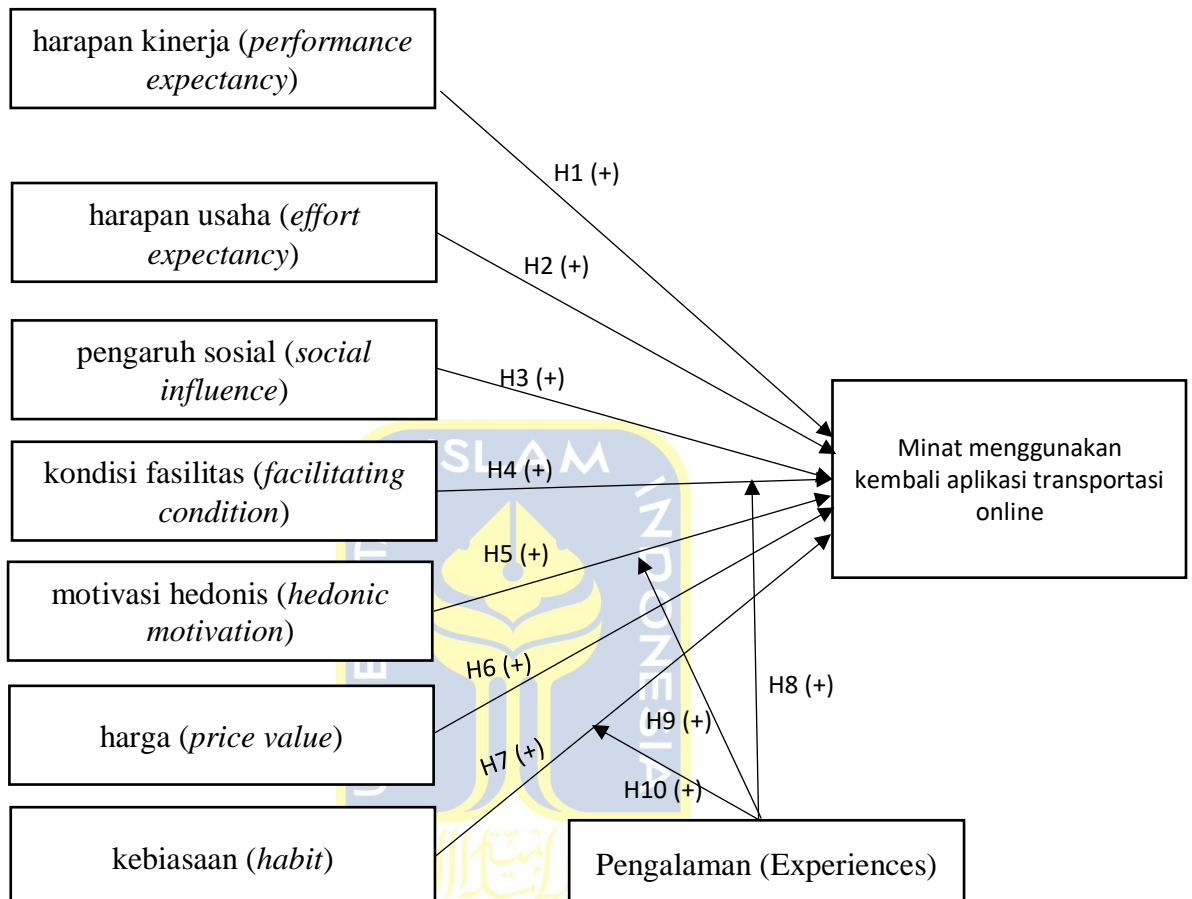 harapan kinerja (performance
expectancy)
H1 (+)
harapan usaha (effort
expectancy)
H2 (+)
pengaruh sosial (social
influence)
H3 (+)
Minat menggunakan
kembali aplikasi transportasi
online
ISLAM
INDONESIA
kondisi fasilitas (facilitating
condition)
H4 (+)
motivasi hedonis (hedonic
motivation)
H5 (+)
H6 (+)
H8 (+)
harga (price value)
H9 (+)
H7 (+)
H10 (+)
kebiasaan (habit)
Pengalaman (Experiences)